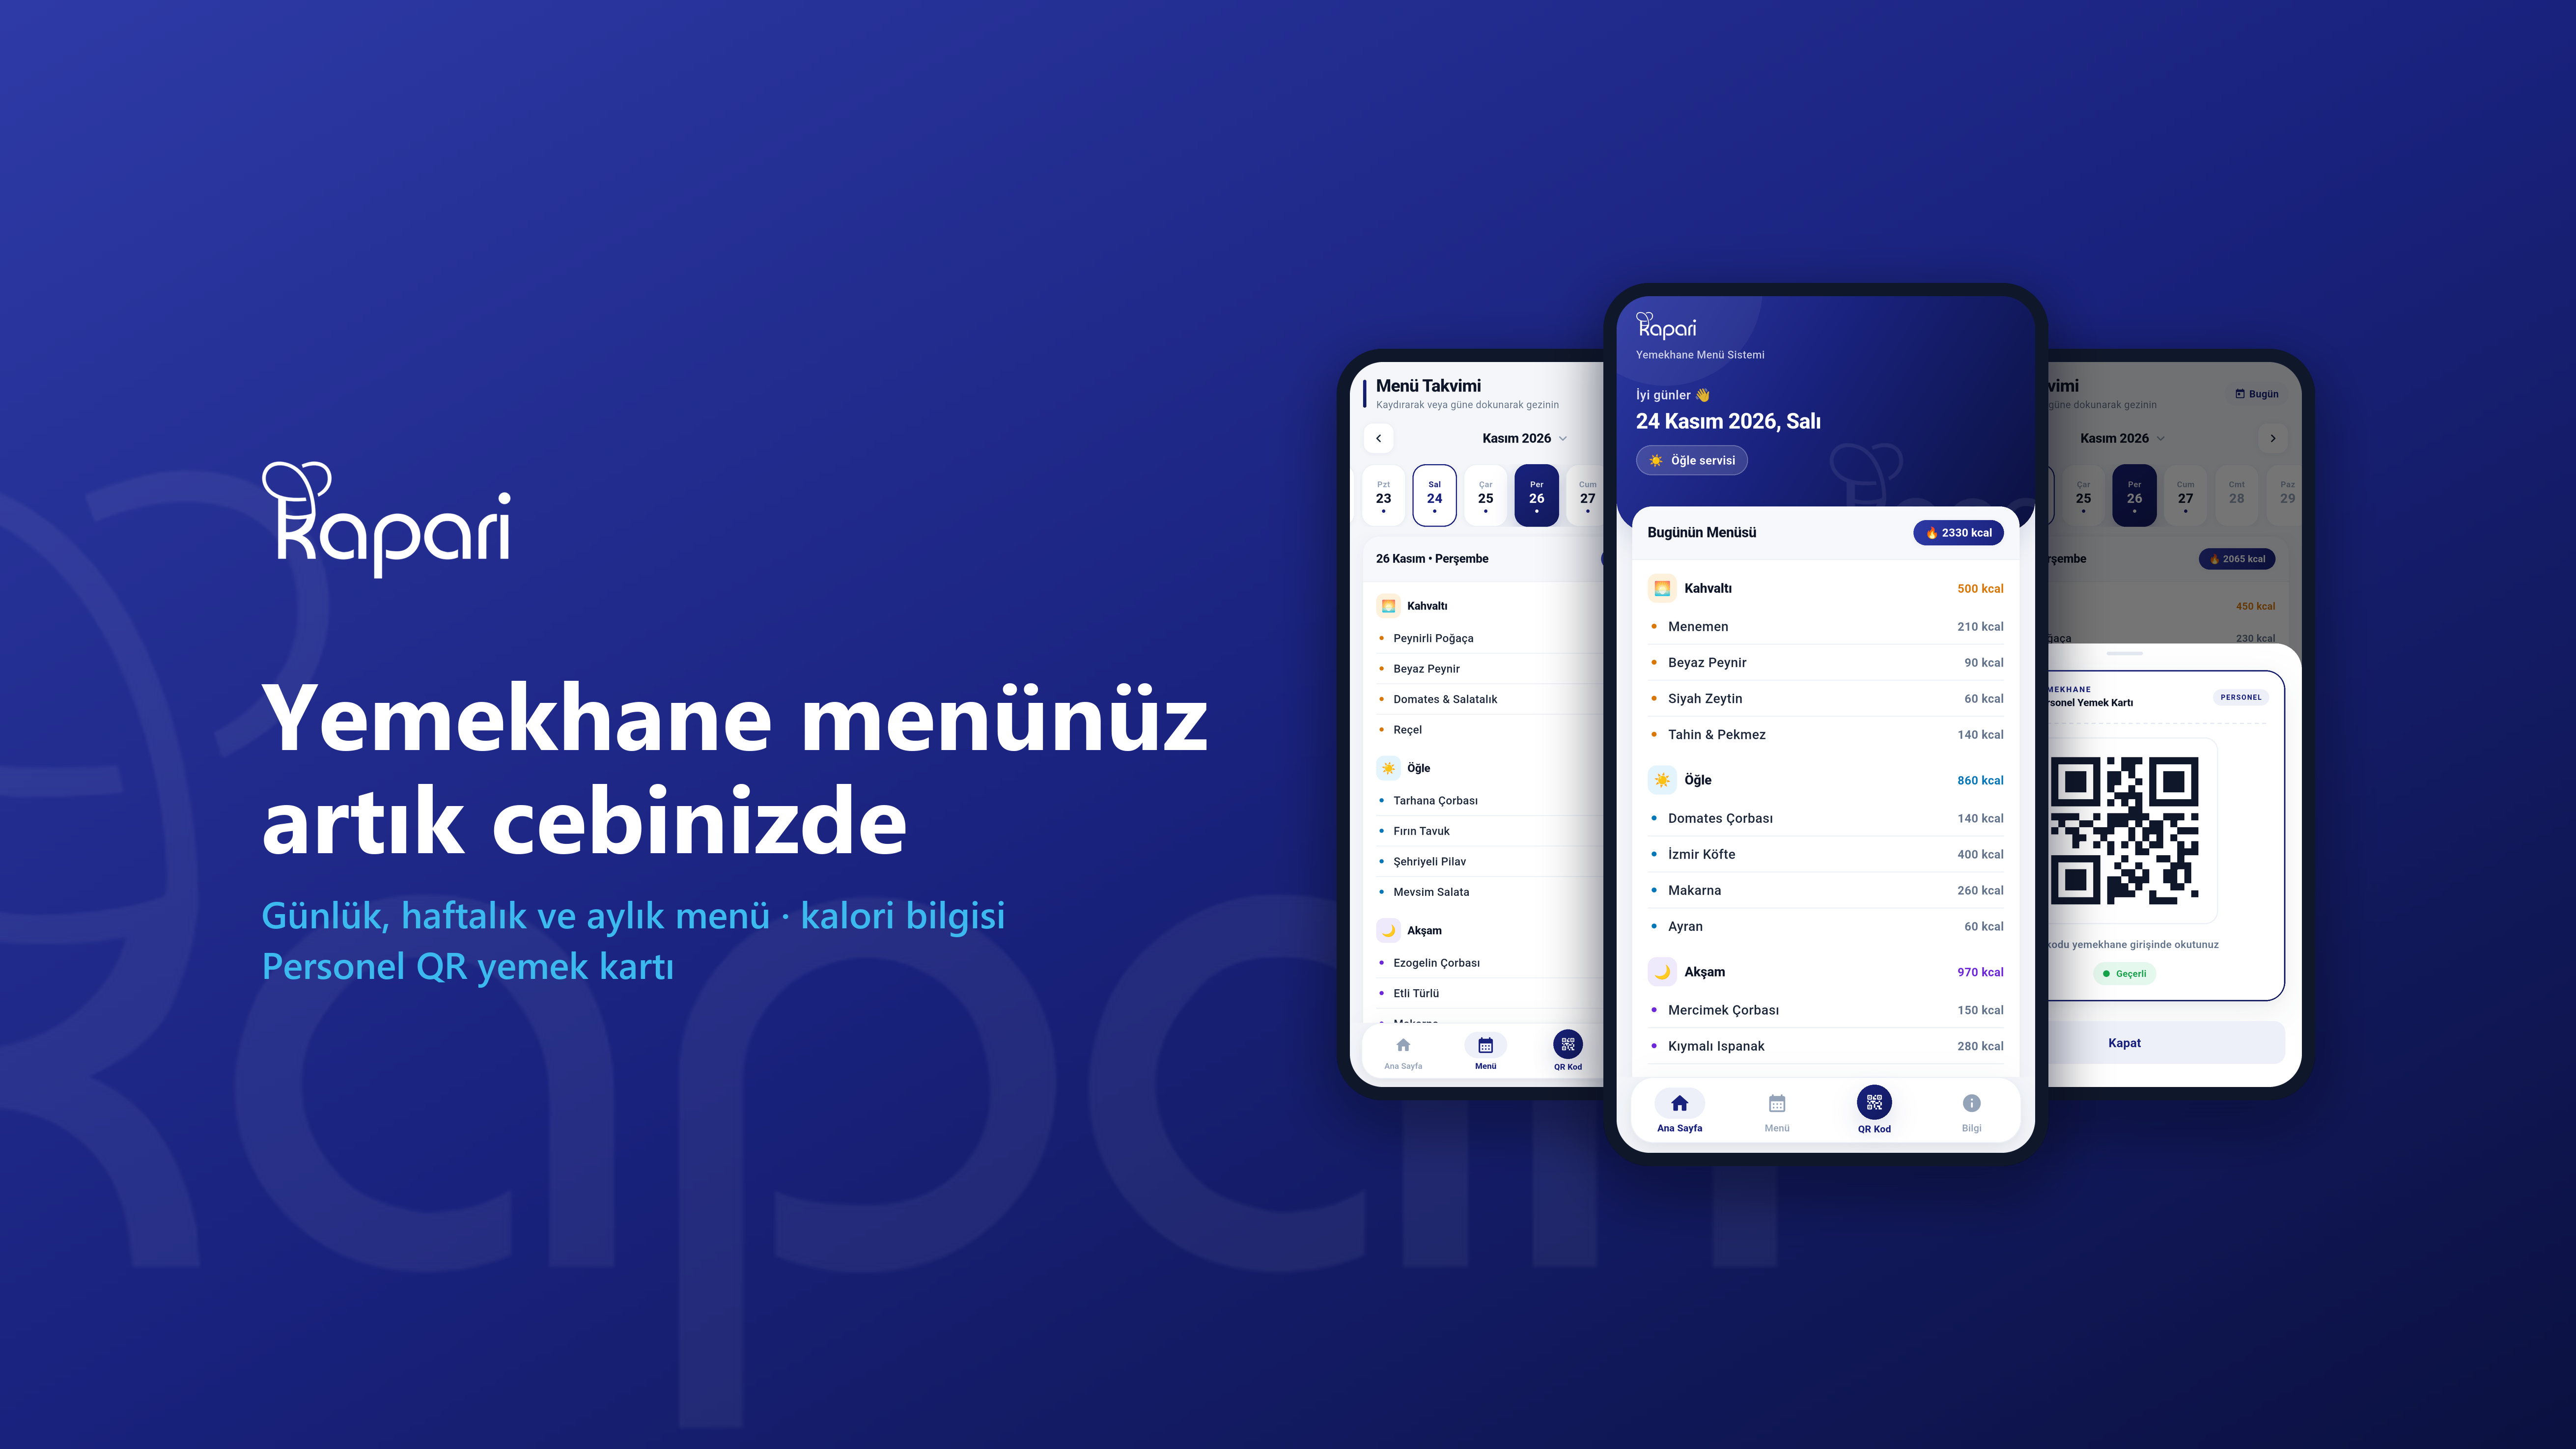 Kapari
Yemekhane menünüz
artık cebinizde
Günlük, haftalık ve aylık menü · kalori bilgisi
Personel QR yemek kartı
Menü Takvimi
Kaydırarak veya güne dokunarak gezinin
Kasım 2026
Pzt Sal Çar Per Cum
23 24 25 26 27
26 Kasım • Perşembe
Kahvaltı
Peynirli Poğaça
Beyaz Peynir
Domates & Salatalık
Reçel
Öğle
Tarhana Çorbası
Fırın Tavuk
Şehriyeli Pilav
Mevsim Salata
Akşam
Ezogelin Çorbası
Etli Türlü
Ana Sayfa Menü QR Kod
Kapari
Yemekhane Menü Sistemi
İyi günler 👋
24 Kasım 2026, Salı
Öğle servisi
Bugünün Menüsü 2330 kcal
Kahvaltı 500 kcal
Menemen 210 kcal
Beyaz Peynir 90 kcal
Siyah Zeytin 60 kcal
Tahin & Pekmez 140 kcal
Öğle 860 kcal
Domates Çorbası 140 kcal
İzmir Köfte 400 kcal
Makarna 260 kcal
Ayran 60 kcal
Akşam 970 kcal
Mercimek Çorbası 150 kcal
Kıymalı Ispanak 280 kcal
Ana Sayfa Menü QR Kod Bilgi
vimi
güne dokunarak gezinin
Bugün
Kasım 2026
Çar Per Cum Cmt Paz
25 26 27 28 29
rşembe 2065 kcal
450 kcal
ğaça 230 kcal
MEKHANE
rsonel Yemek Kartı
PERSONEL
kodu yemekhane girişinde okutunuz
Geçerli
Kapat